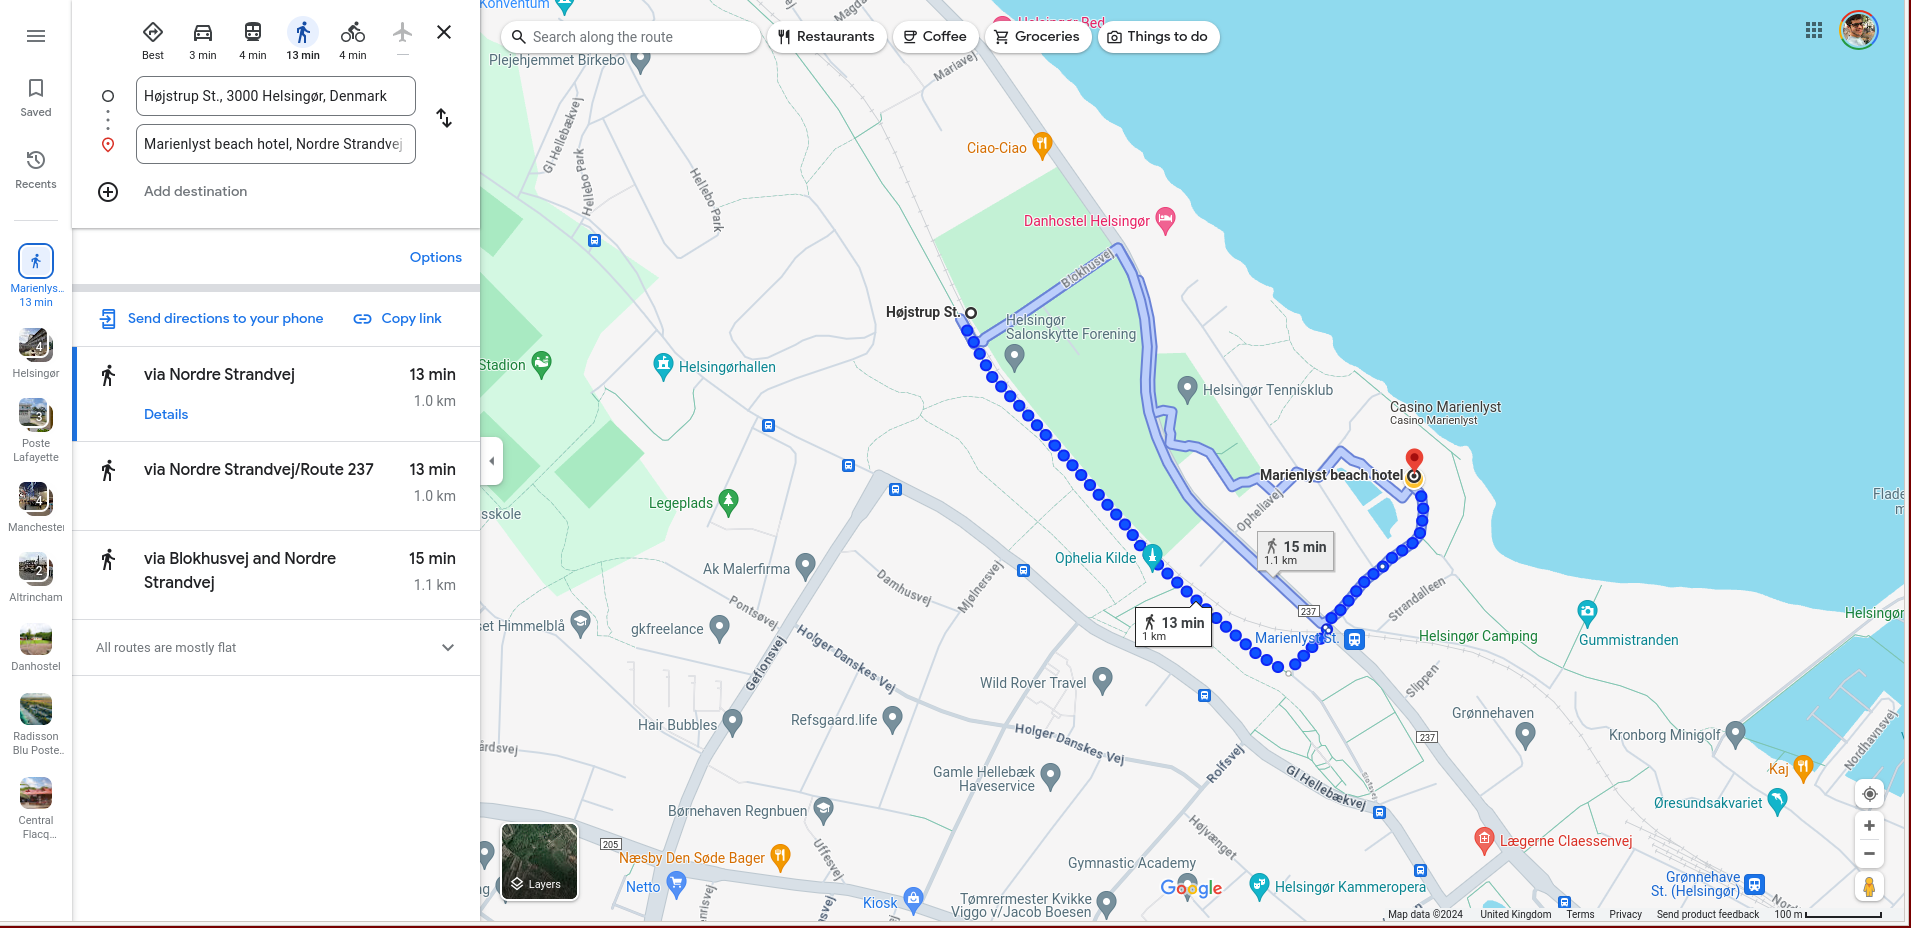 Best
3 min
4 min
13 min
4 min
Højstrup St., 3000 Helsingør, Denmark
Marienlyst beach hotel, Nordre Strandvej
Add destination
Options
Send directions to your phone
Copy link
via Nordre Strandvej
13 min
1.0 km
Details
via Nordre Strandvej/Route 237
13 min
1.0 km
via Blokhusvej and Nordre
Strandvej
15 min
1.1 km
All routes are mostly flat
Saved
Recents
Marienlys...
13 min
4
Helsingør
3
Poste
Lafayette
4
Manchester
2
Altrincham
Danhostel
Radisson
Blu Poste...
Central
Flacq...
Search along the route
Restaurants
Coffee
Groceries
Things to do
Konventum
Magda
Helsingør Bed
Plejehjemmet Birkebo
Mariavej
Gl Hellebækvej
Hellebo Park
Hellebo Park
Ciao-Ciao
Danhostel Helsingør
Blokhusvej
Højstrup St.
Helsingør
Salonskytte Forening
Stadion
Helsingørhallen
Helsingør Tennisklub
Casino Marienlyst
Casino Marienlyst
Marienlyst beach hotel
Legeplads
sskole
Opheliavej
Flade
m
15 min
1.1 km
Ophelia Kilde
Ak Malerfirma
Damhusvej
Mjølnersvej
Pontsøvej
Strandalleen
237
13 min
1 km
Marienlyst St.
Helsingør Camping
Gummistranden
Helsingør
set Himmelblå
gkfreelance
Holger Danskes Vej
Gefionsvej
Wild Rover Travel
Slippen
Hair Bubbles
Refsgaard.life
Holger Danskes Vej
Rolfsvej
237
Grønnehaven
Kronborg Minigolf
Nordhavnsvej
årdsvej
Gamle Hellebæk
Haveservice
Gl Hellebækvej
Kaj
Øresundsakvariet
Børnehaven Regnbuen
Højvænget
Lægerne Claessenvej
205
Næsby Den Søde Bager
Uffesvej
Gymnastic Academy
Netto
Kiosk
Google
Tømrermester Kvikke
Viggo v/Jacob Boesen
Helsingør Kammeropera
Grønnehave
St. (Helsingør)
Layers
Map data ©2024
United Kingdom
Terms
Privacy
Send product feedback
100 m